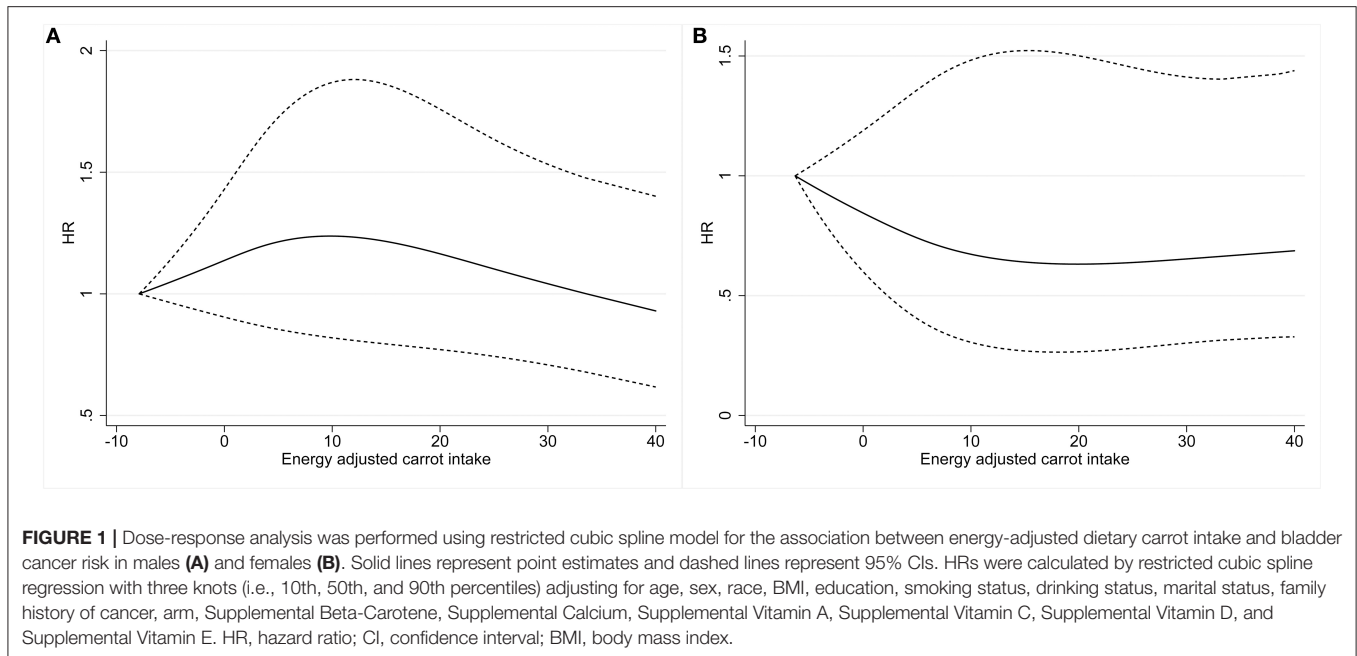 A
2
1.5
1
.5
HR
-10 0 10 20 30 40
Energy adjusted carrot intake
B
1.5
1
.5
0
HR
-10 0 10 20 30 40
Energy adjusted carrot intake
FIGURE 1 | Dose-response analysis was performed using restricted cubic spline model for the association between energy-adjusted dietary carrot intake and bladder
cancer risk in males (A) and females (B). Solid lines represent point estimates and dashed lines represent 95% CIs. HRs were calculated by restricted cubic spline
regression with three knots (i.e., 10th, 50th, and 90th percentiles) adjusting for age, sex, race, BMI, education, smoking status, drinking status, marital status, family
history of cancer, arm, Supplemental Beta-Carotene, Supplemental Calcium, Supplemental Vitamin A, Supplemental Vitamin C, Supplemental Vitamin D, and
Supplemental Vitamin E. HR, hazard ratio; CI, confidence interval; BMI, body mass index.